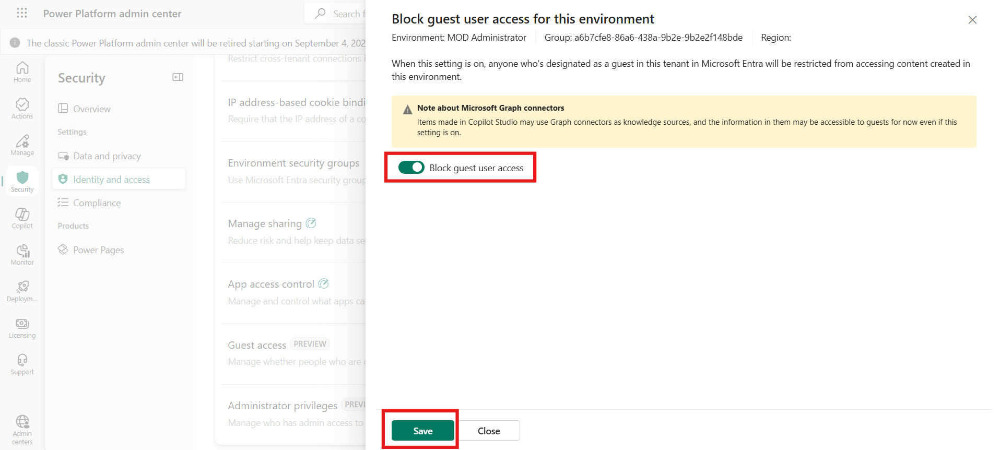 Power Platform admin center
Search f
The classic Power Platform admin center will be retired starting on September 4, 202
Home
Actions
Manage
Security
Copilot
Monitor
Deploym...
Licensing
Support
Admin
centers
Security
Overview
Settings
Data and privacy
Identity and access
Compliance
Products
Power Pages
Restrict cross-tenant connections i
IP address-based cookie bindi
Require that the IP address of a co
Environment security groups
Use Microsoft Entra security group
Manage sharing
Reduce risk and help keep data se
App access control
Manage and control what apps ca
Guest access PREVIEW
Manage whether people who are
Administrator privileges PREVI
Manage who has admin access to
Block guest user access for this environment
Environment: MOD Administrator Group: a6b7cfe8-86a6-438a-9b2e-9b2e2f148bde Region:
When this setting is on, anyone who's designated as a guest in this tenant in Microsoft Entra will be restricted from accessing content created in
this environment.
Note about Microsoft Graph connectors
Items made in Copilot Studio may use Graph connectors as knowledge sources, and the information in them may be accessible to guests for now even if this
setting is on.
Block guest user access
Save
Close